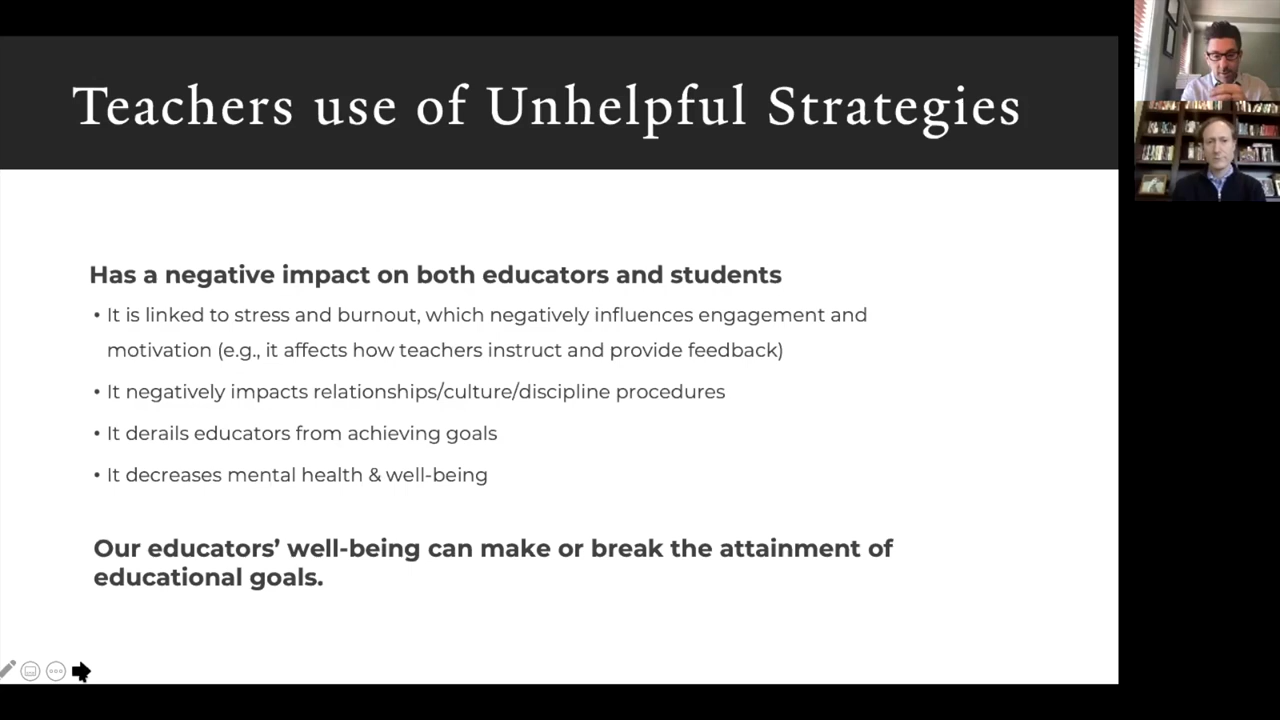 Teachers use of Unhelpful Strategies
Has a negative impact on both educators and students
• It is linked to stress and burnout, which negatively influences engagement and
motivation (e.g., it affects how teachers instruct and provide feedback)
• It negatively impacts relationships/culture/discipline procedures
• It derails educators from achieving goals
• It decreases mental health & well-being
Our educators’ well-being can make or break the attainment of
educational goals.